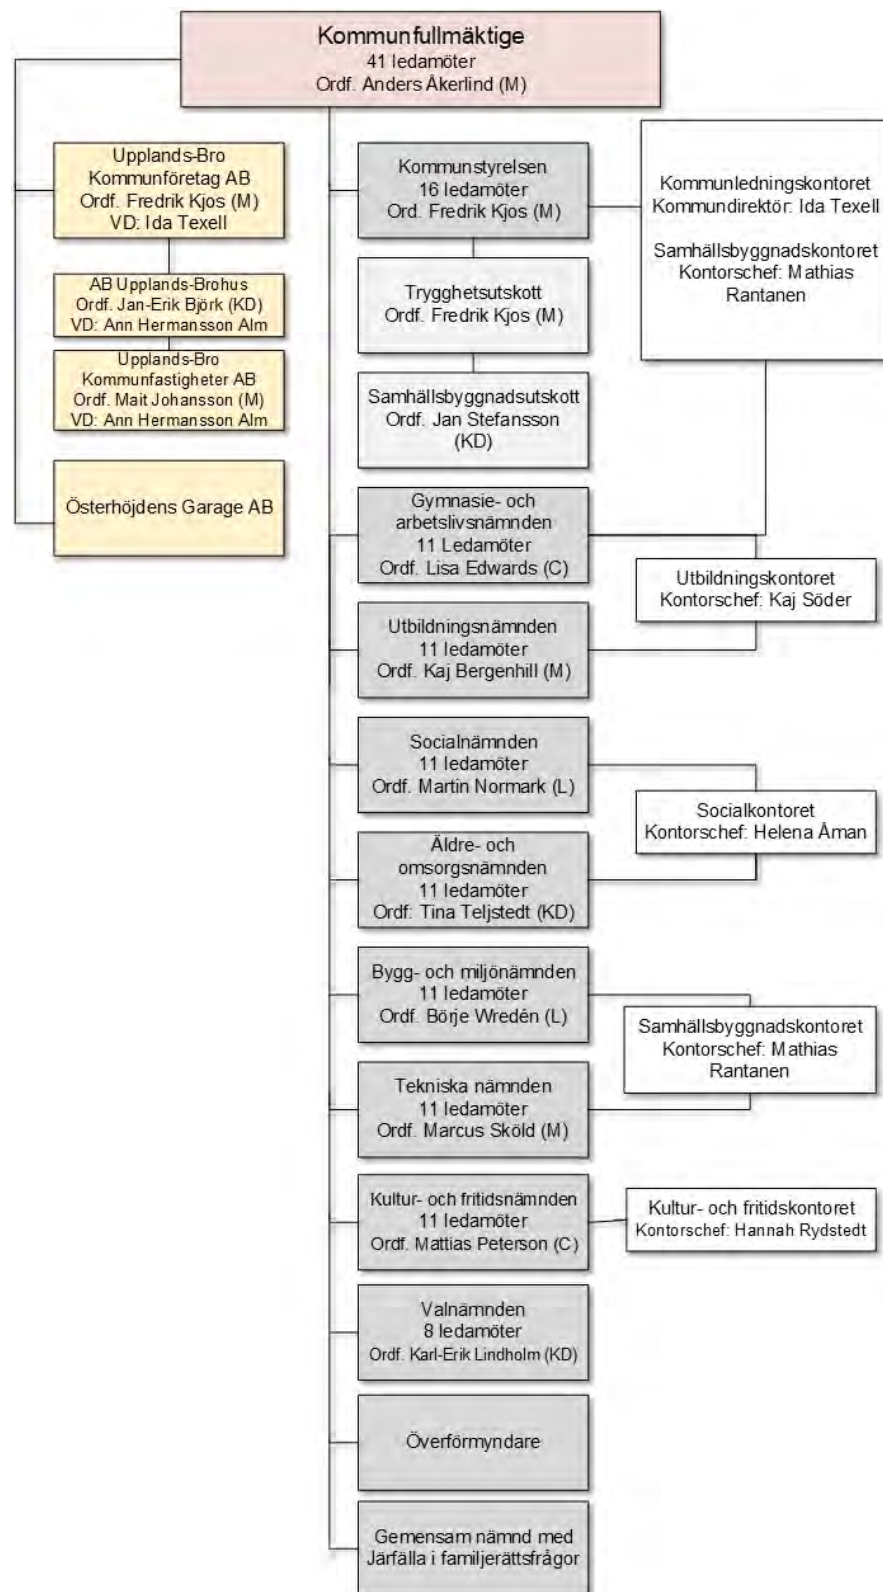 Kommunfullmäktige
41 ledamöter
Ordf. Anders Åkerlind (M)
Upplands-Bro
Kommunföretag AB
Ordf. Fredrik Kjos (M)
VD: Ida Texell
AB Upplands-Brohus
Ordf. Jan-Erik Björk (KD)
VD: Ann Hermansson Alm
Upplands-Bro
Kommunfastigheter AB
Ordf. Mait Johansson (M)
VD: Ann Hermansson Alm
Österhöjdens Garage AB
Kommunstyrelsen
16 ledamöter
Ord. Fredrik Kjos (M)
Kommunledningskontoret
Kommundirektör: Ida Texell
Samhällsbyggnadskontoret
Kontorschef: Mathias
Rantanen
Trygghetsutskott
Ordf. Fredrik Kjos (M)
Samhällsbyggnadsutskott
Ordf. Jan Stefansson
(KD)
Gymnasie- och
arbetslivsnämnden
11 Ledamöter
Ordf. Lisa Edwards (C)
Utbildningskontoret
Kontorschef: Kaj Söder
Utbildningsnämnden
11 ledamöter
Ordf. Kaj Bergenhill (M)
Socialnämnden
11 ledamöter
Ordf. Martin Normark (L)
Socialkontoret
Kontorschef: Helena Åman
Äldre- och
omsorgsnämnden
11 ledamöter
Ordf: Tina Teljstedt (KD)
Bygg- och miljönämnden
11 ledamöter
Ordf. Börje Wredén (L)
Samhällsbyggnadskontoret
Kontorschef: Mathias
Rantanen
Tekniska nämnden
11 ledamöter
Ordf. Marcus Sköld (M)
Kultur- och fritidsnämnden
11 ledamöter
Ordf. Mattias Peterson (C)
Kultur- och fritidskontoret
Kontorschef: Hannah Rydstedt
Valnämnden
8 ledamöter
Ordf. Karl-Erik Lindholm (KD)
Överförmyndare
Gemensam nämnd med
Järfälla i familjerättsfrågor